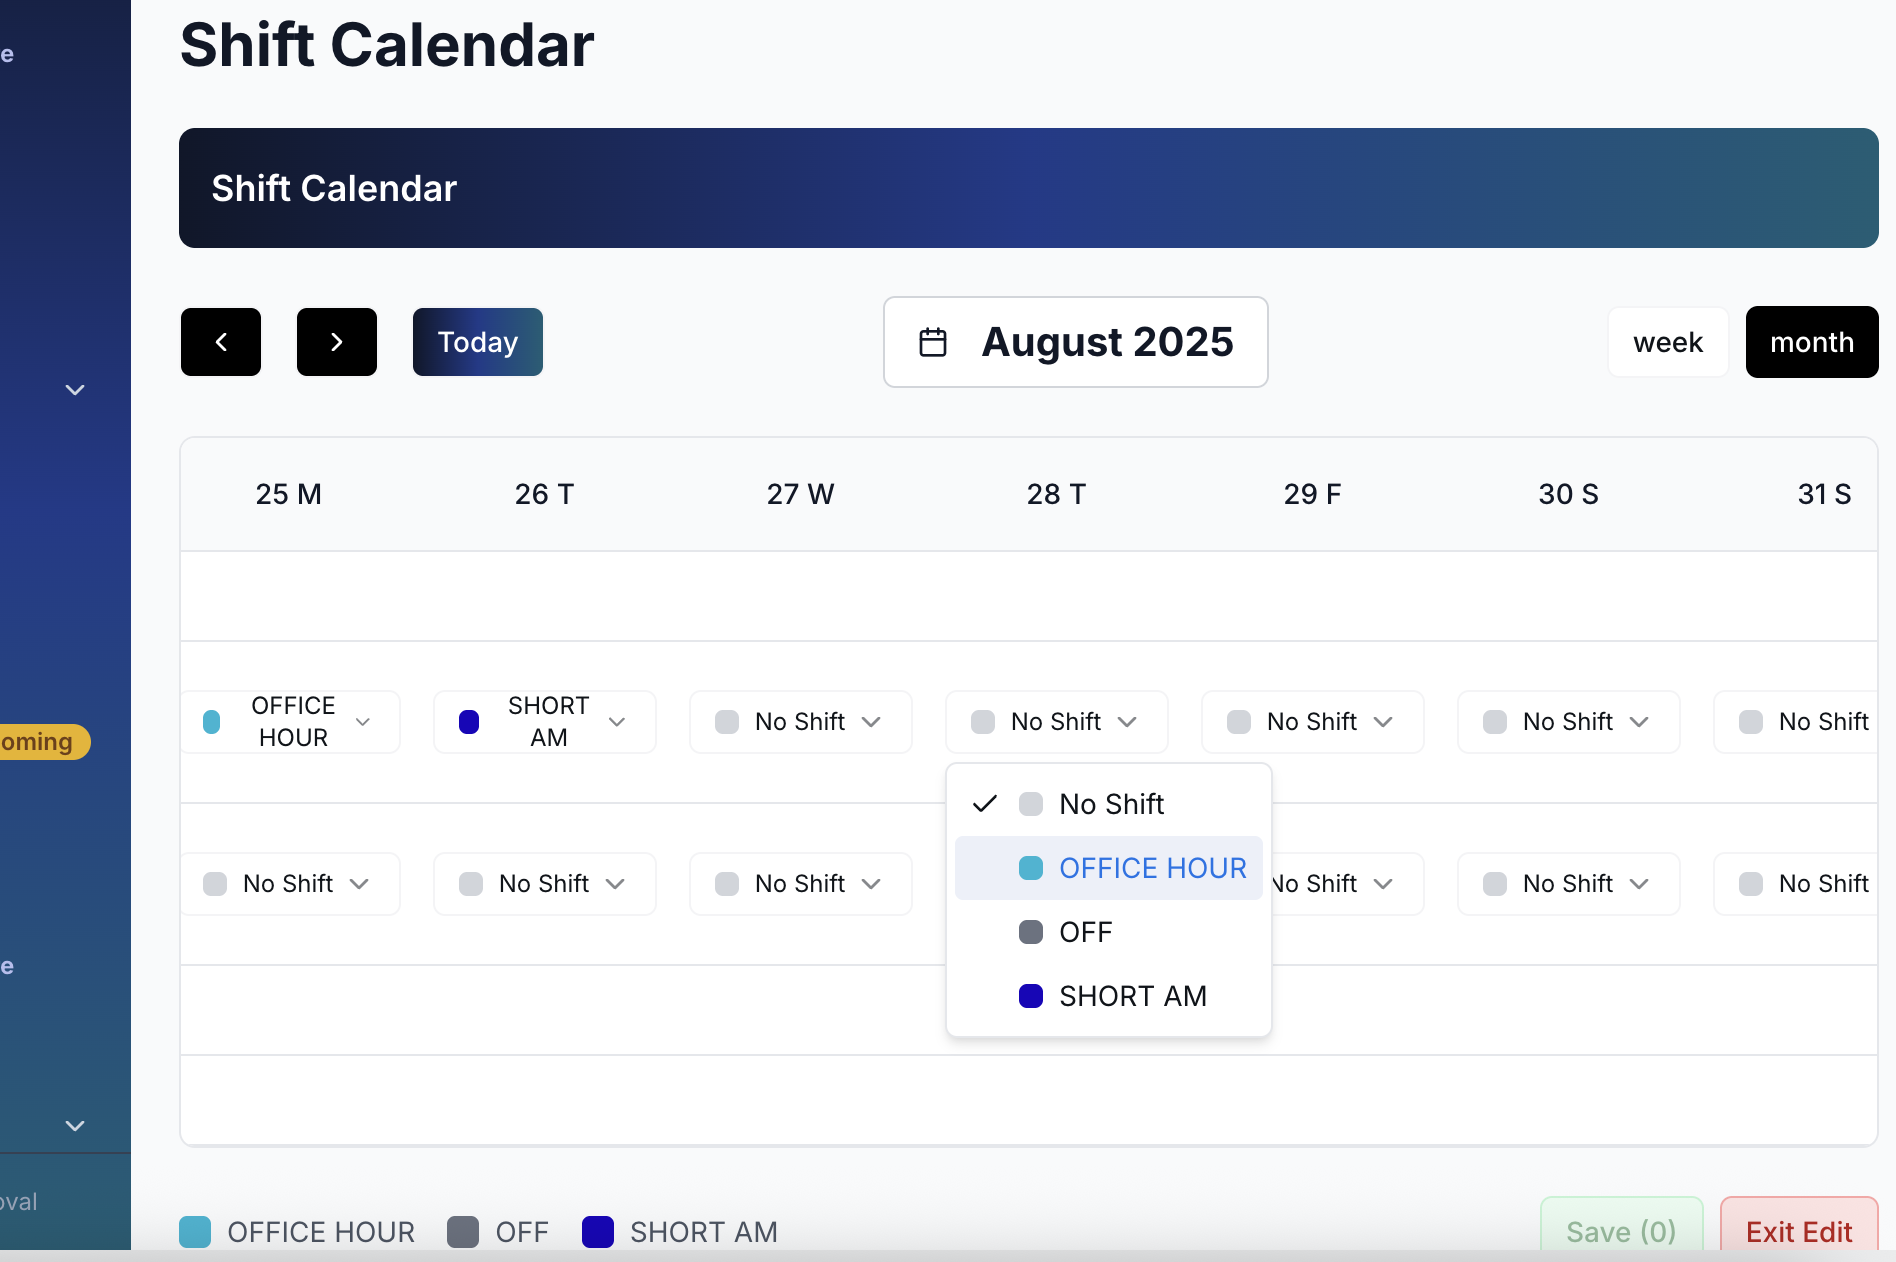 Shift Calendar
Shift Calendar
Today
August 2025
week
month
25 M
26 T
27 W
28 T
29 F
30 S
31 S
OFFICE
HOUR
SHORT
AM
No Shift
No Shift
No Shift
No Shift
No Shift
No Shift
OFFICE HOUR
OFF
SHORT AM
No Shift
No Shift
No Shift
No Shift
No Shift
No Shift
OFFICE HOUR
OFF
SHORT AM
Save (0)
Exit Edit
e
oming
e
oval